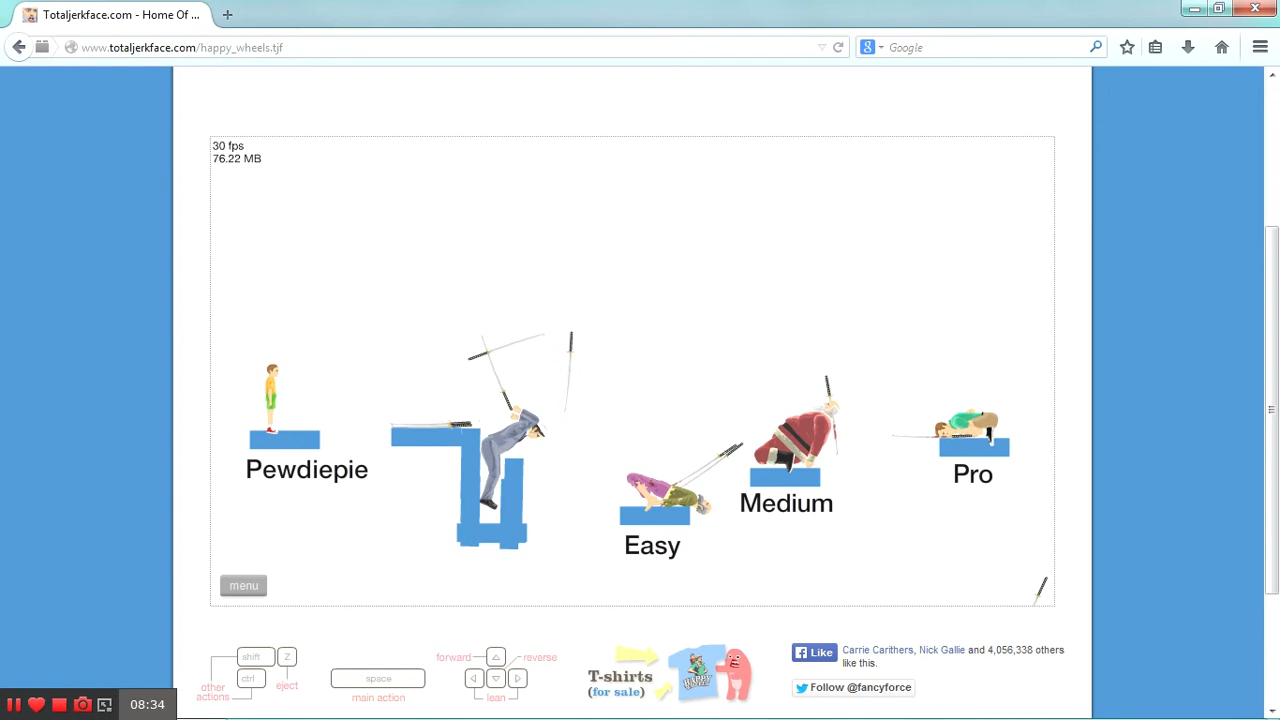 Totaljerkface.com - Home Of ...
www.totaljerkface.com/happy_wheels.tjf
Google
30 fps
76.22 MB
Pewdiepie
Easy
Medium
Pro
menu
shift
Z
ctrl
eject
other
actions
space
main action
forward
reverse
lean
T-shirts
(for sale)
Like
Carrie Carithers, Nick Gallie and 4,056,338 others
like this.
Follow @fancyforce
08:34